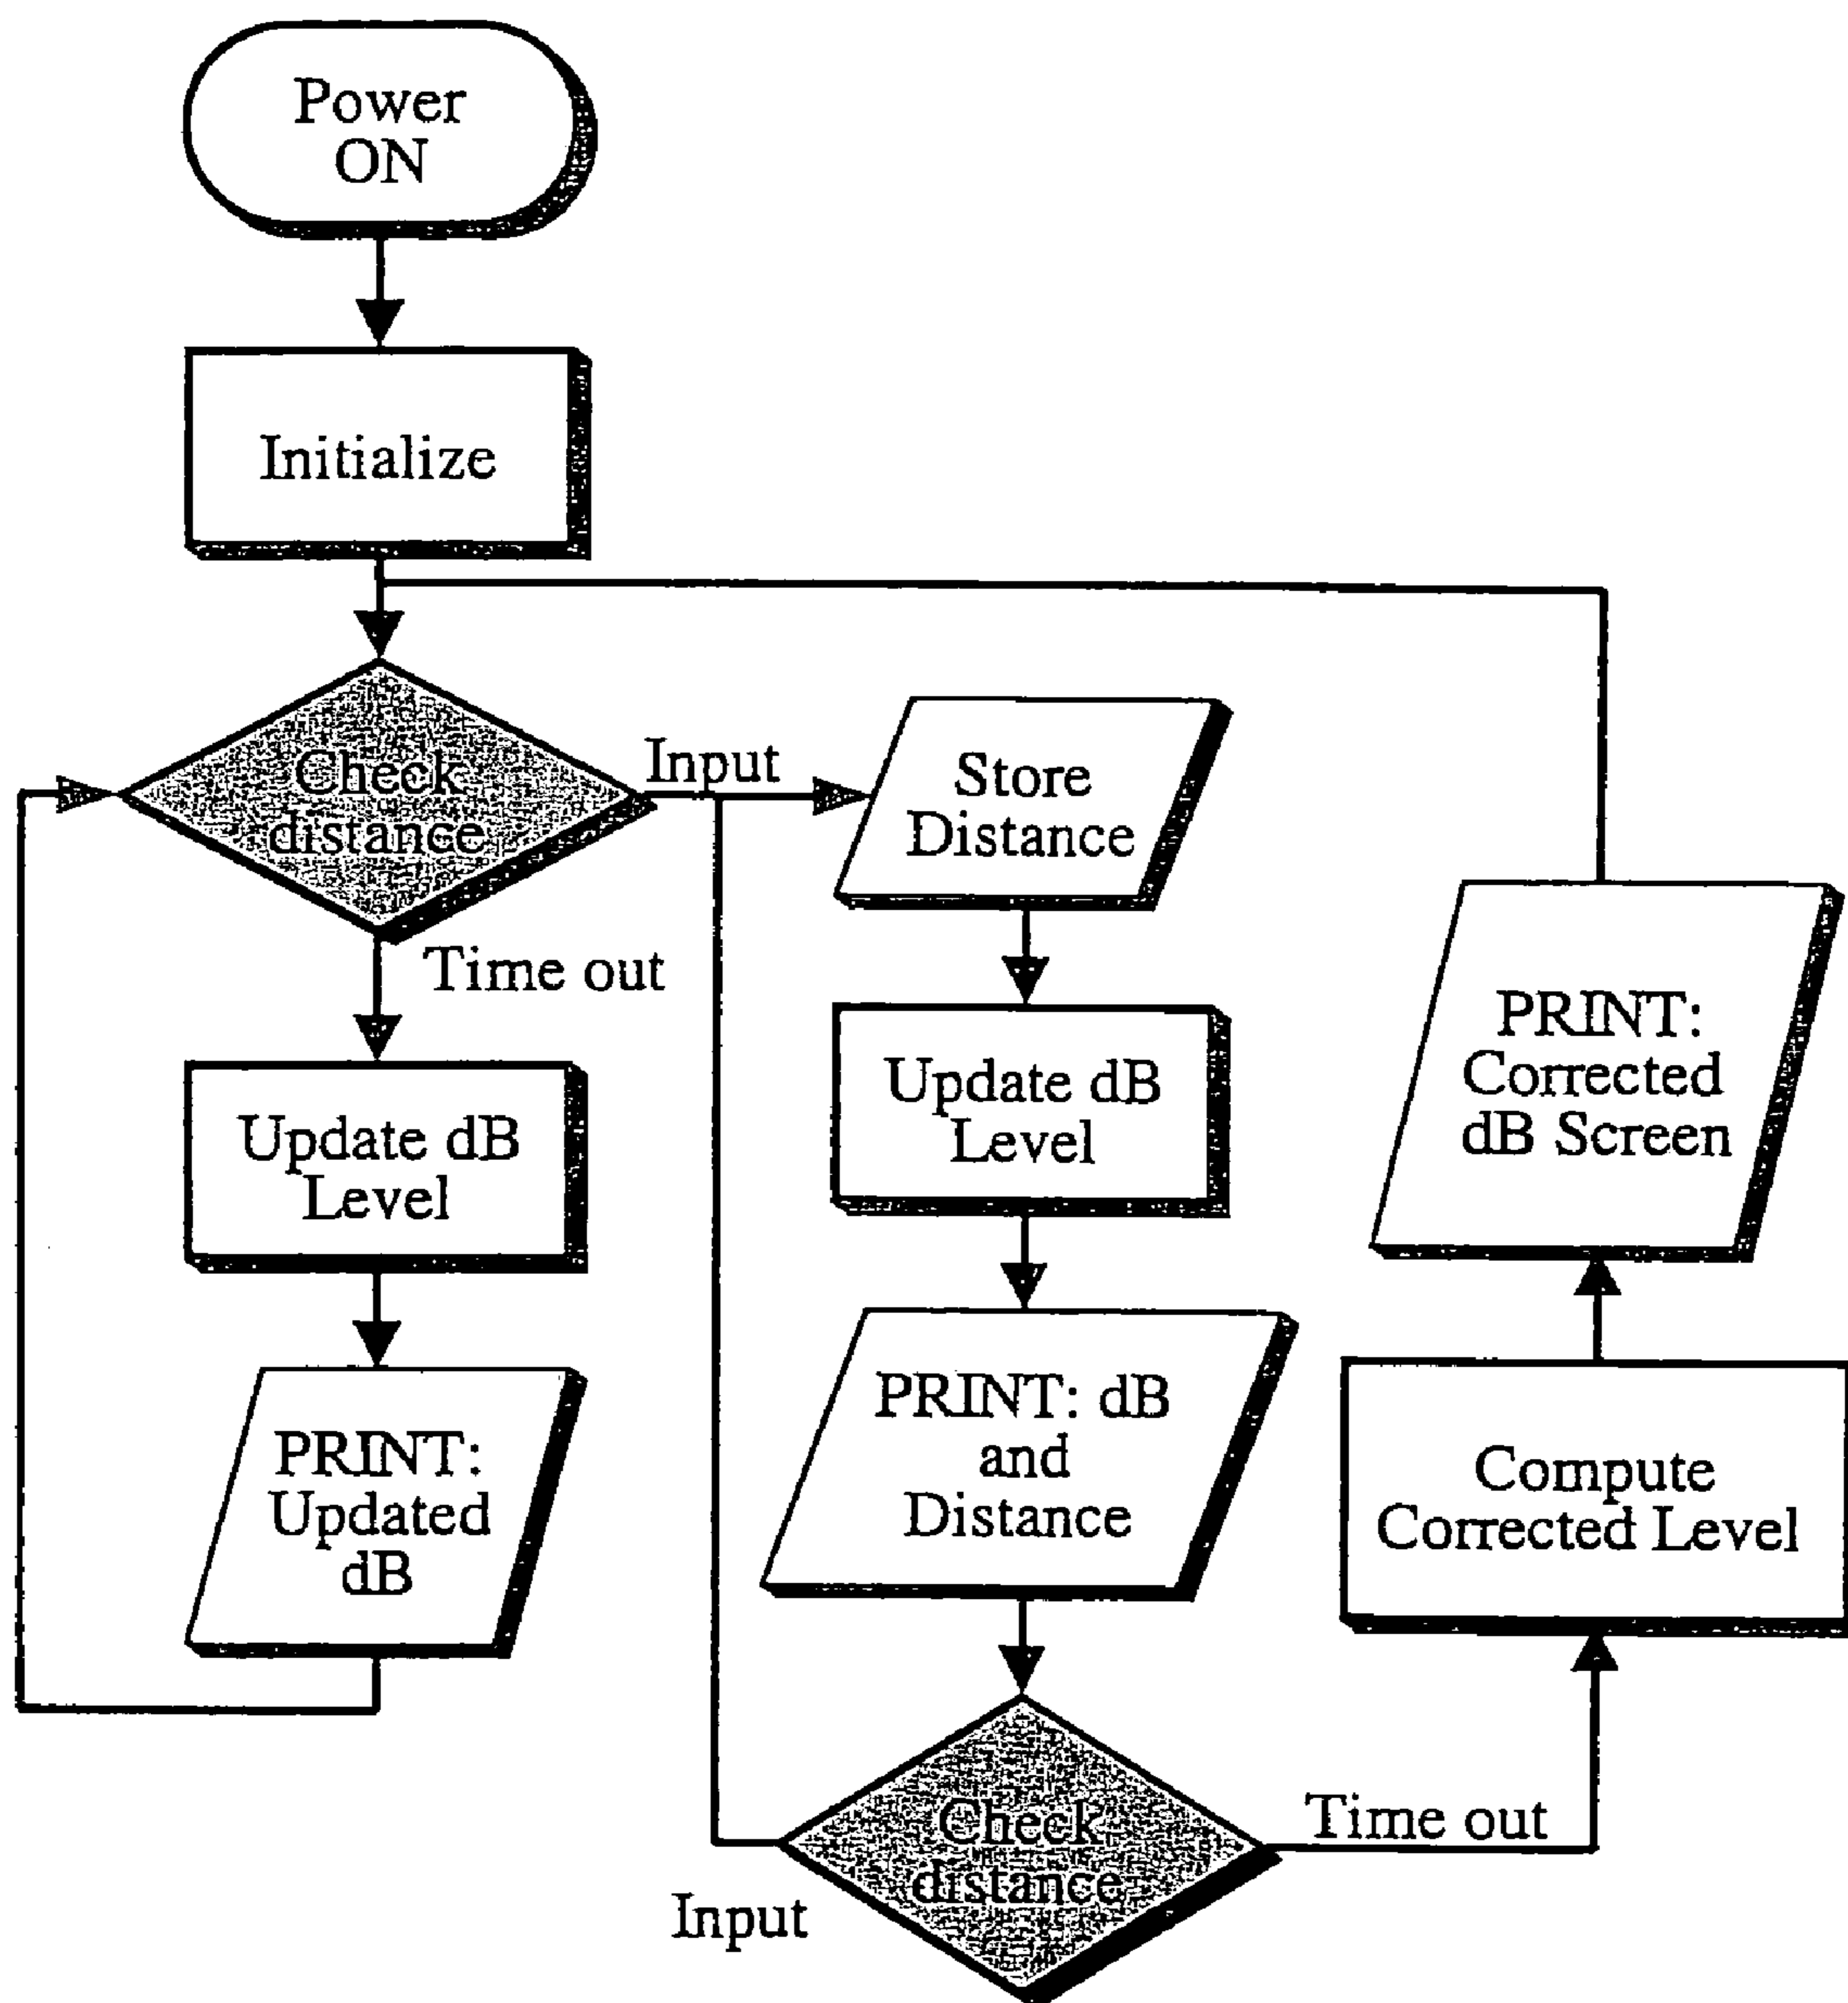 Power
ON
Initialize
Check
distance
Input
Time out
Update dB
Level
PRINT:
Updated
dB
Store
Distance
Update dB
Level
PRINT: dB
and
Distance
Check
distance
Input
Time out
Compute
Corrected Level
PRINT:
Corrected
dB Screen